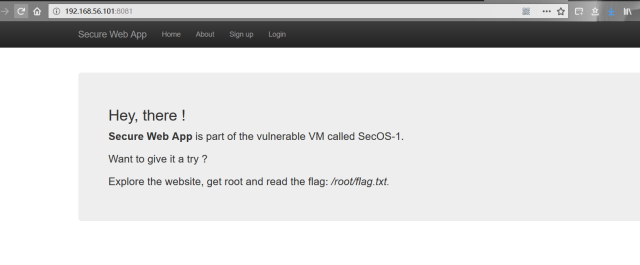 192.168.56.101:8081
Secure Web App Home About Sign up Login
Hey, there !
Secure Web App is part of the vulnerable VM called SecOS-1.
Want to give it a try ?
Explore the website, get root and read the flag: /root/flag.txt.